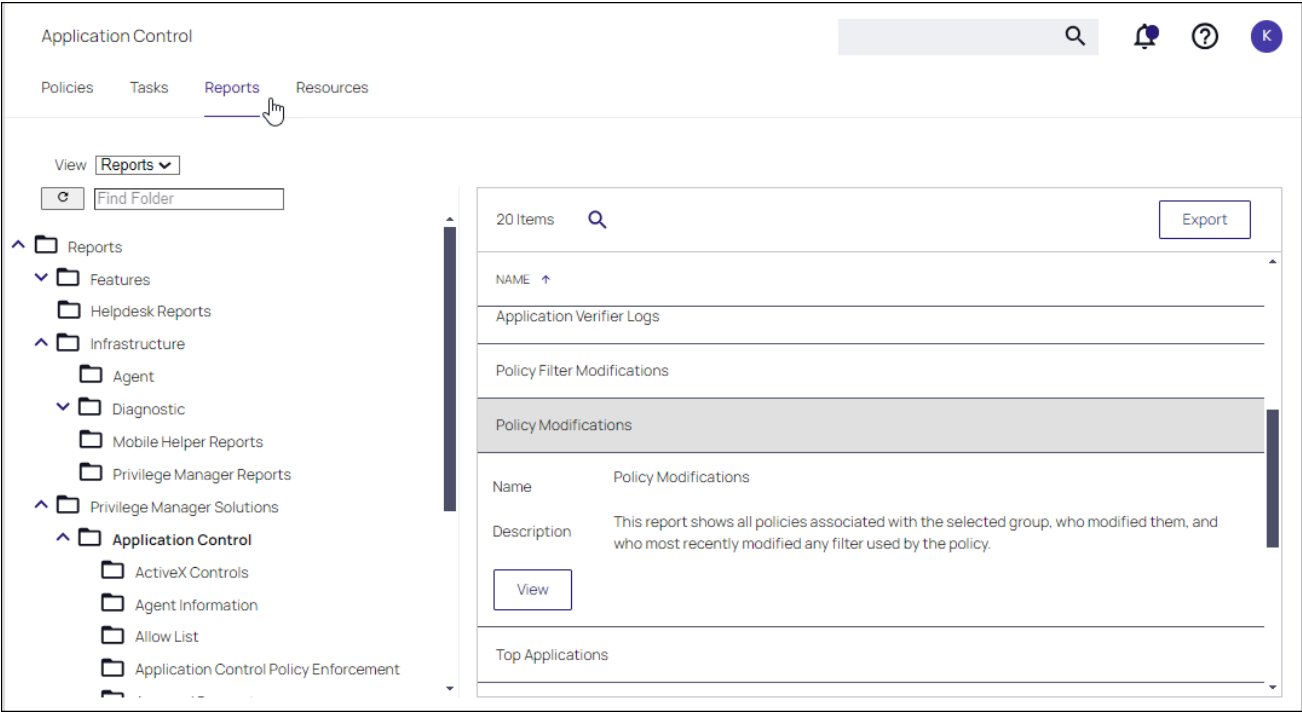 Application Control
K
Policies Tasks Reports Resources
View Reports
Find Folder
Reports
Features
Helpdesk Reports
Infrastructure
Agent
Diagnostic
Mobile Helper Reports
Privilege Manager Reports
Privilege Manager Solutions
Application Control
ActiveX Controls
Agent Information
Allow List
Application Control Policy Enforcement
20 Items
Export
NAME
Application Verifier Logs
Policy Filter Modifications
Policy Modifications
Name Policy Modifications
Description This report shows all policies associated with the selected group, who modified them, and
who most recently modified any filter used by the policy.
View
Top Applications